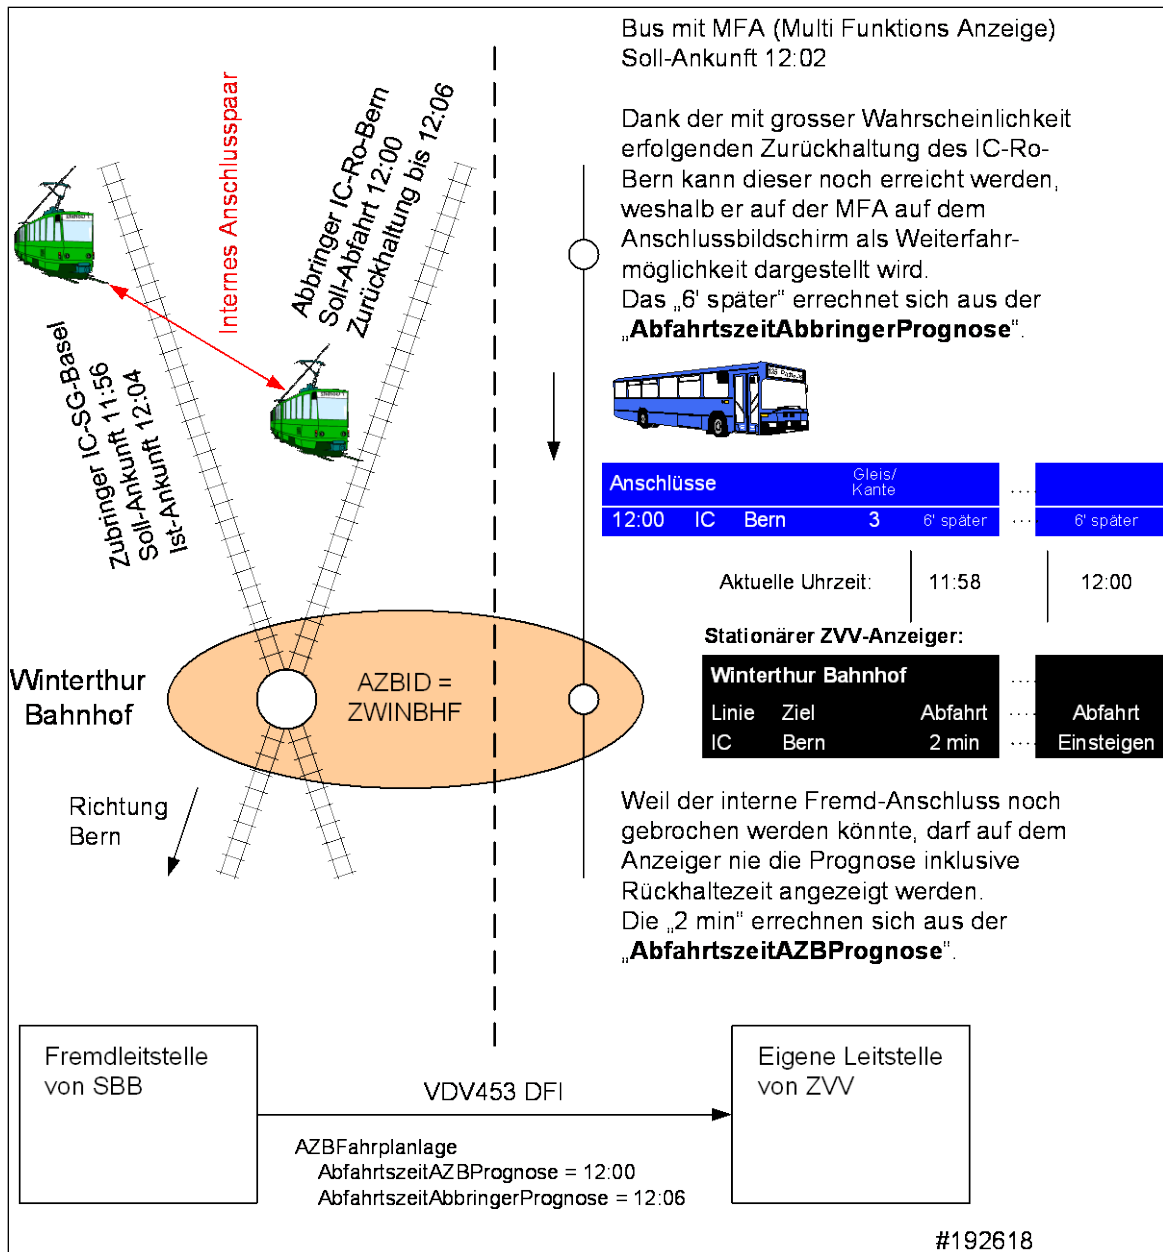 Bus mit MFA (Multi Funktions Anzeige)
Soll-Ankunft 12:02
Dank der mit grosser Wahrscheinlichkeit
erfolgenden Zurückhaltung des IC-Ro-
Bern kann dieser noch erreicht werden,
weshalb er auf der MFA auf dem
Anschlussbildschirm als Weiterfahr-
möglichkeit dargestellt wird.
Das „6' später“ errechnet sich aus der
„AbfahrtszeitAbbringerPrognose“.
Internes Anschlusspaar
Abbringer IC-Ro-Bern
Soll-Abfahrt 12:00
Zurückhaltung bis 12:06
Zubringer IC-SG-Basel
Soll-Ankunft 11:56
Soll-Ankunft 12:04
Ist-Ankunft 12:04
Anschlüsse Gleis/
Kante ....
12:00 IC Bern 3 6' später .... 6' später
Aktuelle Uhrzeit: 11:58 12:00
Stationärer ZVV-Anzeiger:
Winterthur Bahnhof ....
Linie Ziel Abfahrt .... Abfahrt
IC Bern 2 min .... Einsteigen
Winterthur
Bahnhof
AZBID =
ZWINBHF
Richtung
Bern
Weil der interne Fremd-Anschluss noch
gebrochen werden könnte, darf auf dem
Anzeiger nie die Prognose inklusive
Rückhaltezeit angezeigt werden.
Die „2 min“ errechnen sich aus der
„AbfahrtszeitAZBPrognose“.
Fremdleitstelle
von SBB
VDV453 DFI
Eigene Leitstelle
von ZVV
AZBFahrplanlage
AbfahrtszeitAZBPrognose = 12:00
AbfahrtszeitAbbringerPrognose = 12:06
#192618